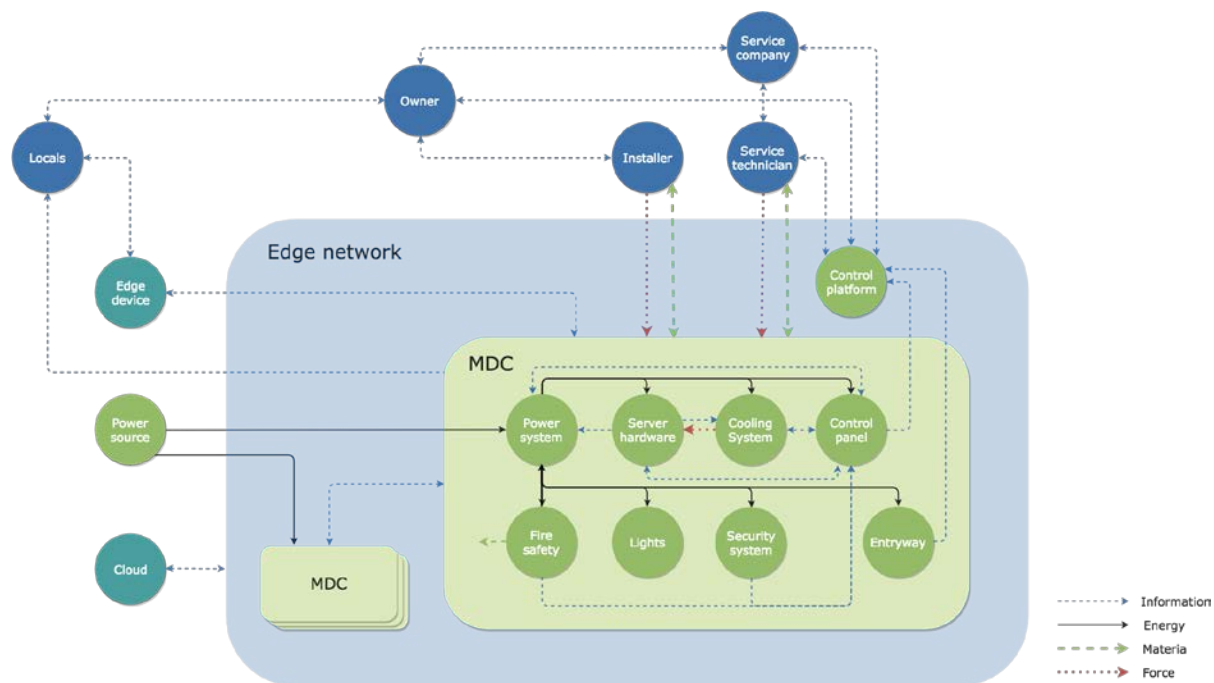 Service
company
Owner
Locals
Installer
Service
technician
Edge network
Edge
device
Control
platform
MDC
Power
source
Power
system
Server
hardware
Cooling
System
Control
panel
Fire
safety
Lights
Security
system
Entryway
Cloud
MDC
Information
Energy
Materia
Force